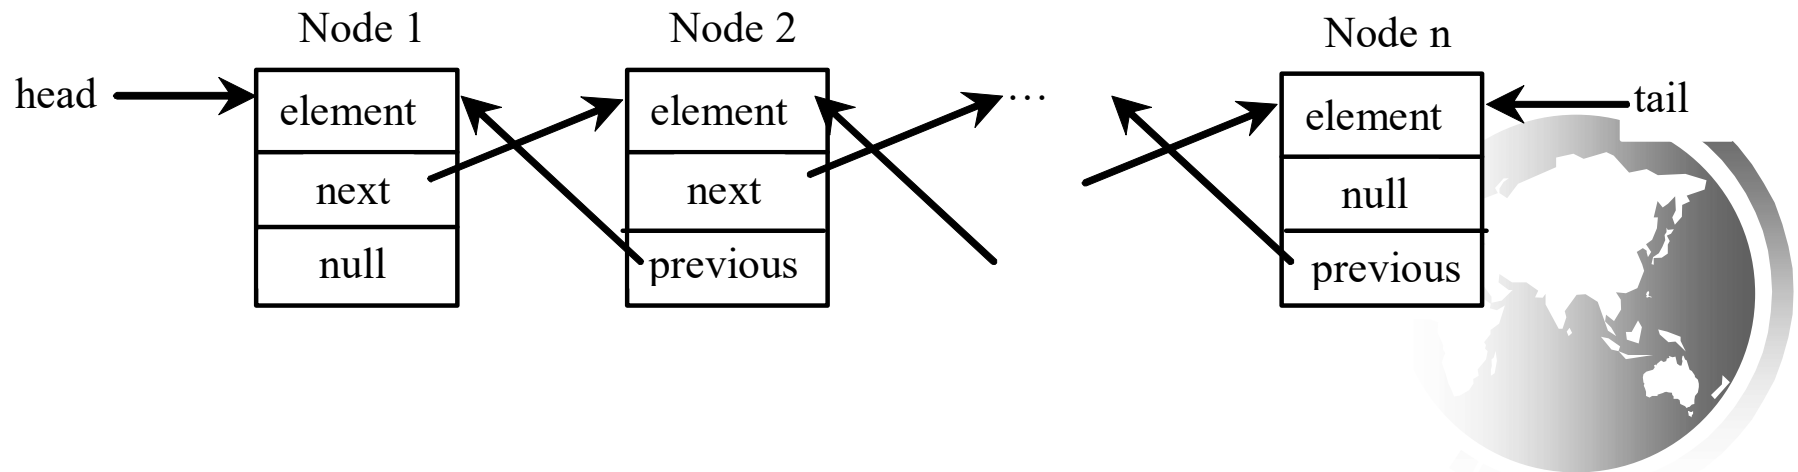 Node 1 Node 2 Node n
head element element … element tail
next next null
null previous previous